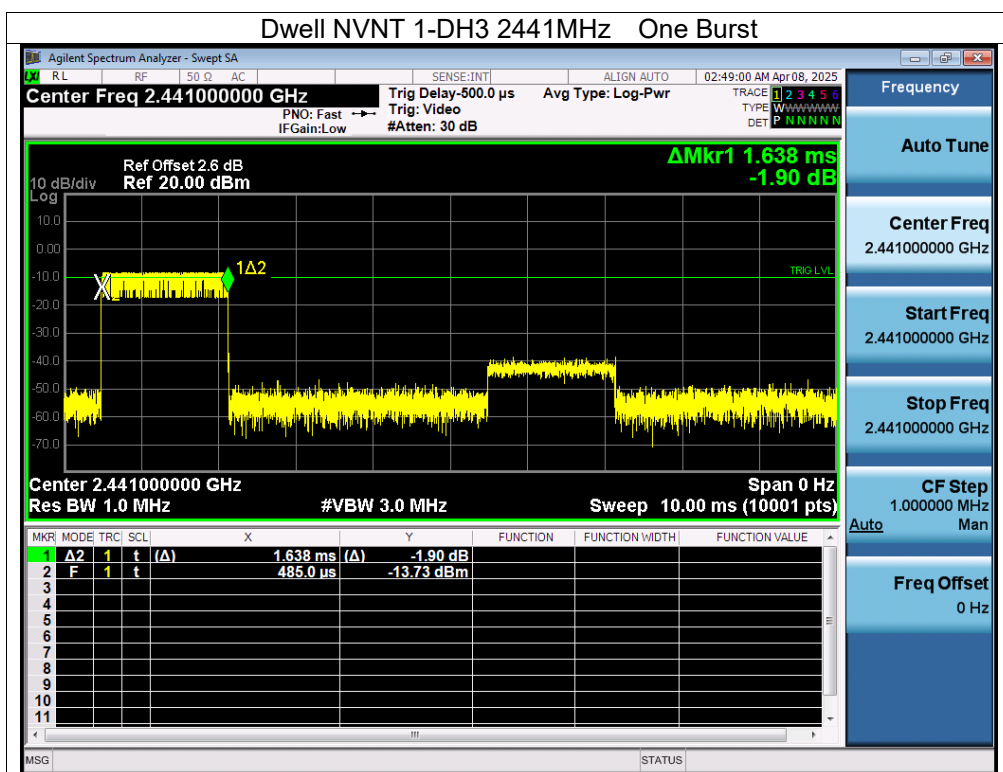 Dwell NVNT 1-DH3 2441MHz One Burst
Agilent Spectrum Analyzer - Swept SA
LXI RL RF 50 Ω AC SENSE:INT ALIGN AUTO 02:49:00 AM Apr 08, 2025
Center Freq 2.441000000 GHz
PNO: Fast
IFGain:Low
Trig Delay-500.0 µs
Trig: Video
#Atten: 30 dB
Avg Type: Log-Pwr
TRACE 1 2 3 4 5 6
TYPE WWWWWW
DET P N N N N N
ΔMkr1 1.638 ms
-1.90 dB
Ref Offset 2.6 dB
10 dB/div Ref 20.00 dBm
Log
10.0
0.00
-10.0
-20.0
-30.0
-40.0
-50.0
-60.0
-70.0
1Δ2
X2
TRIG LVL
Center 2.441000000 GHz Span 0 Hz
Res BW 1.0 MHz #VBW 3.0 MHz Sweep 10.00 ms (10001 pts)
MKR MODE TRC SCL X Y FUNCTION FUNCTION WIDTH FUNCTION VALUE
1 Δ2 1 t (Δ) 1.638 ms (Δ) -1.90 dB
2 F 1 t 485.0 µs -13.73 dBm
3
4
5
6
7
8
9
10
11
MSG STATUS
Frequency
Auto Tune
Center Freq
2.441000000 GHz
Start Freq
2.441000000 GHz
Stop Freq
2.441000000 GHz
CF Step
1.000000 MHz
Auto Man
Freq Offset
0 Hz